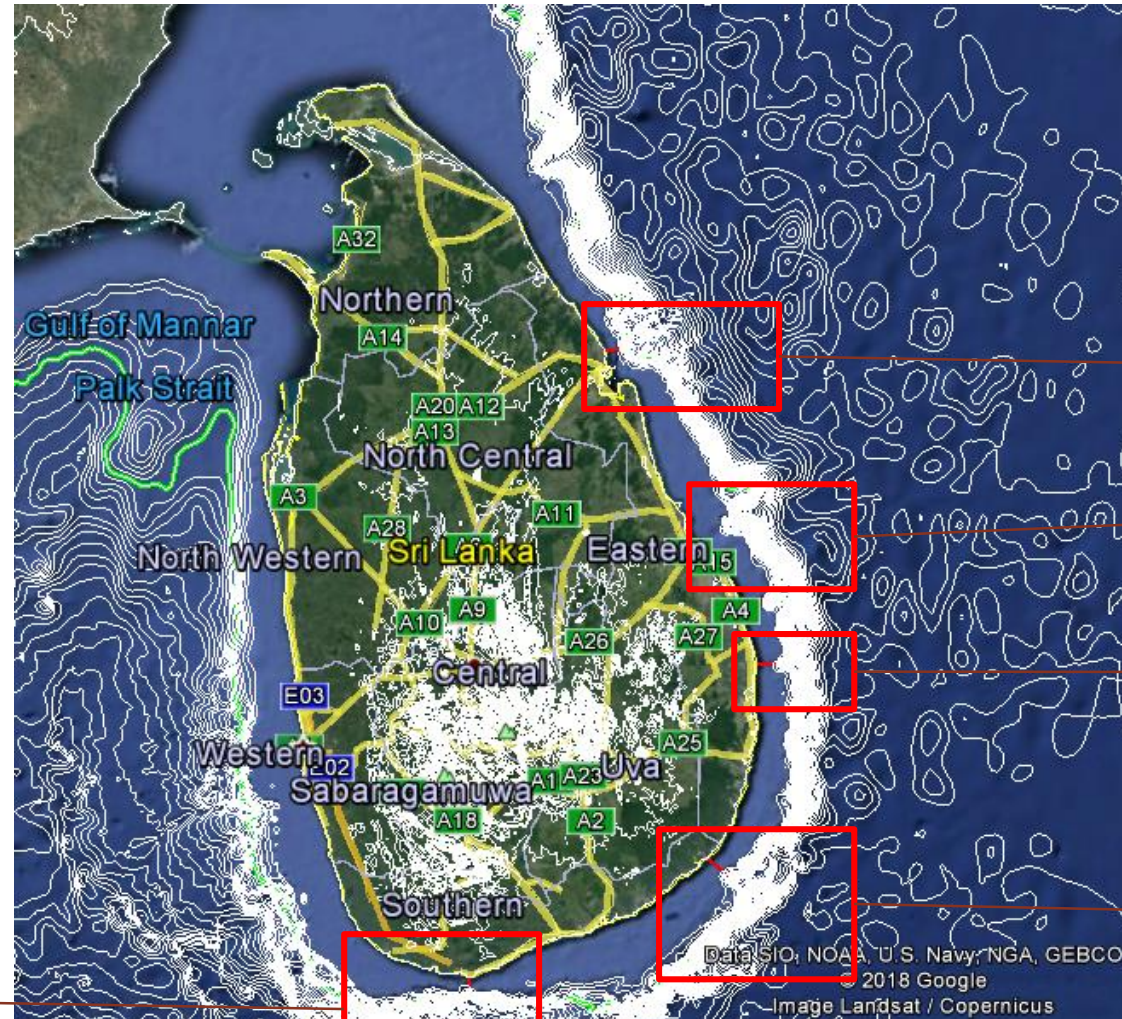 A32
Northern
Gulf of Mannar
A14
Palk Strait
A20 A12
A13
North Central
A3
A11
A28
North Western
Sri Lanka
Eastern
A15
A9
A4
A10
A27
A26
Central
E03
A25
Western
E02
Uva
A1 A23
Sabaragamuwa
A18
A2
Southern
Data SIO, NOAA, U.S. Navy, NGA, GEBCO
© 2018 Google
Image Landsat / Copernicus